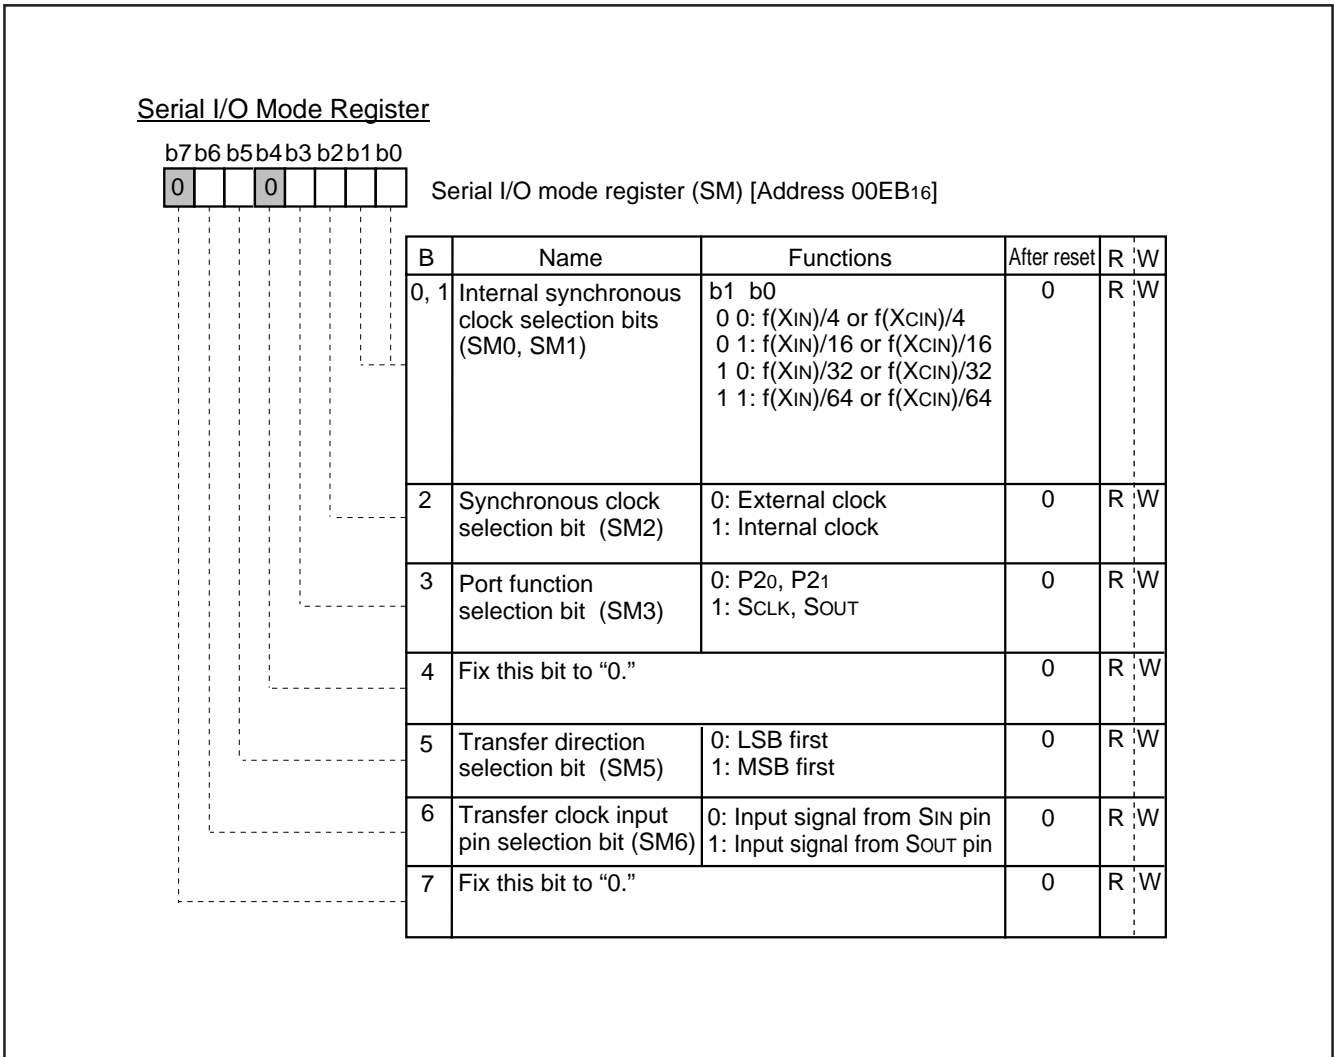 Serial I/O Mode Register
b7 b6 b5 b4 b3 b2 b1 b0
0 0
Serial I/O mode register (SM) [Address 00EB16]
B Name Functions After reset R W
0, 1 Internal synchronous clock selection bits (SM0, SM1)
b1 b0
0 0: f(XIN)/4 or f(XCIN)/4
0 1: f(XIN)/16 or f(XCIN)/16
1 0: f(XIN)/32 or f(XCIN)/32
1 1: f(XIN)/64 or f(XCIN)/64
0 R W
2 Synchronous clock selection bit (SM2)
0: External clock
1: Internal clock
0 R W
3 Port function selection bit (SM3)
0: P20, P21
1: SCLK, SOUT
0 R W
4 Fix this bit to “0.” 0 R W
5 Transfer direction selection bit (SM5)
0: LSB first
1: MSB first
0 R W
6 Transfer clock input pin selection bit (SM6)
0: Input signal from SIN pin
1: Input signal from SOUT pin
0 R W
7 Fix this bit to “0.” 0 R W